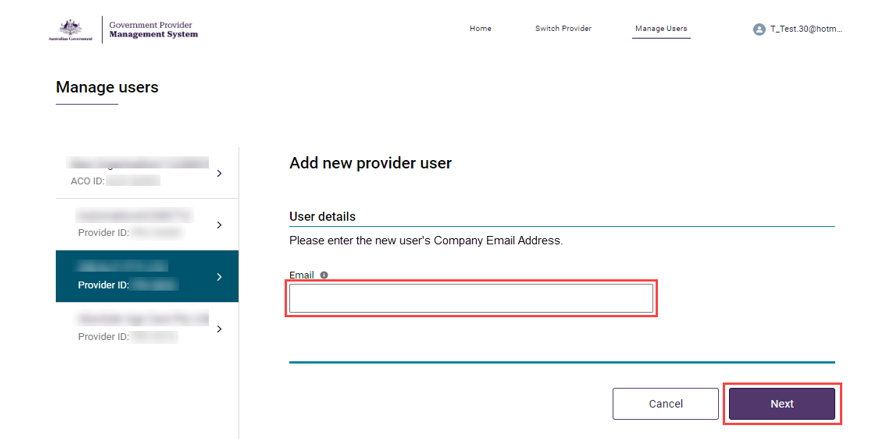 Australian Government
Government Provider
Management System
Home
Switch Provider
Manage Users
T_Test.30@hotm...
Manage users
ACO ID:
Provider ID:
Provider ID:
Provider ID:
Add new provider user
User details
Please enter the new user's Company Email Address.
Email
Cancel
Next